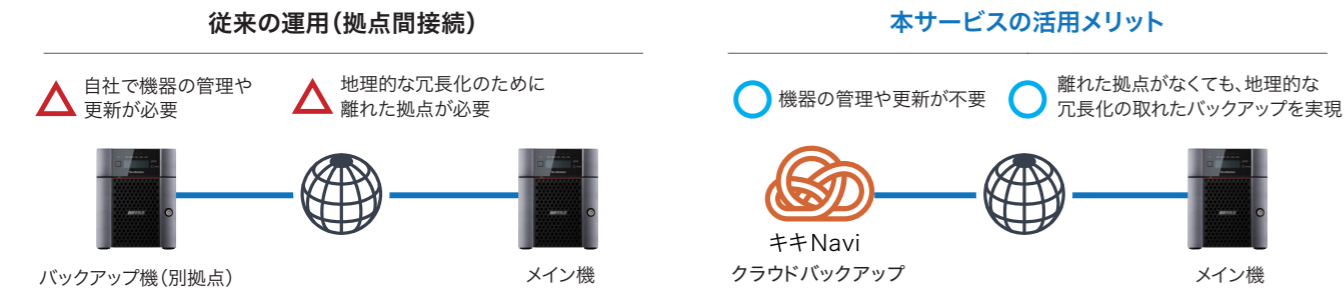 従来の運用(拠点間接続)
自社で機器の管理や
更新が必要
地理的な冗長化のために
離れた拠点が必要
バックアップ機(別拠点)
メイン機
本サービスの活用メリット
機器の管理や更新が不要
離れた拠点がなくても、地理的な
冗長化の取れたバックアップを実現
キキNavi
クラウドバックアップ
メイン機